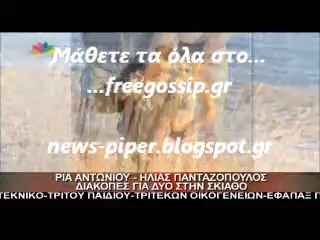 Μάθετε τα όλα στο...
...freegossip.gr
news-piper.blogspot.gr
ΡΙΑ ΑΝΤΩΝΙΟΥ - ΗΛΙΑΣ ΠΑΝΤΑΖΟΠΟΥΛΟΣ
ΔΙΑΚΟΠΕΣ ΓΙΑ ΔΥΟ ΣΤΗΝ ΣΚΙΑΘΟ
ΤΕΚΝΙΚΟ-ΤΡΙΤΟΥ ΠΑΙΔΙΟΥ-ΤΡΙΤΕΚΩΝ ΟΙΚΟΓΕΝΕΙΩΝ-ΕΦΑΠΑΞ Π